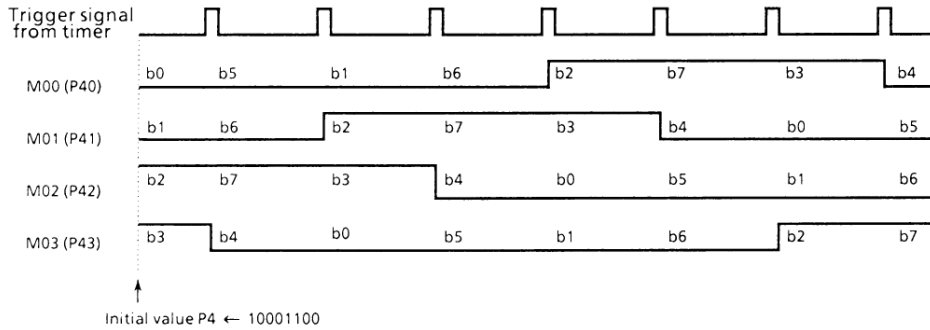 Trigger signal
from timer
M00 (P40) b0 b5 b1 b6 b2 b7 b3 b4
M01 (P41) b1 b6 b2 b7 b3 b4 b0 b5
M02 (P42) b2 b7 b3 b4 b0 b5 b1 b6
M03 (P43) b3 b4 b0 b5 b1 b6 b2 b7
Initial value P4 ← 10001100